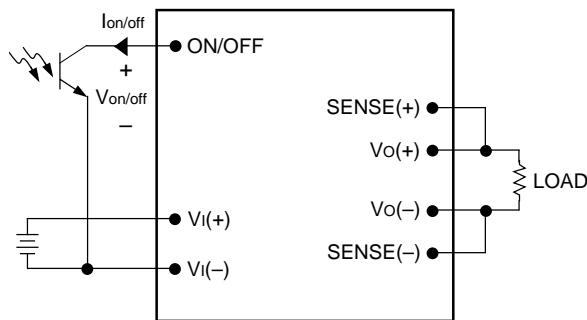 Ion/off
ON/OFF
+
Von/off
–
SENSE(+)
VO(+)
LOAD
VO(–)
SENSE(–)
VI(+)
VI(–)